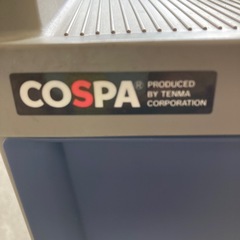 COSPA® PRODUCED
BY TENMA
CORPORATION